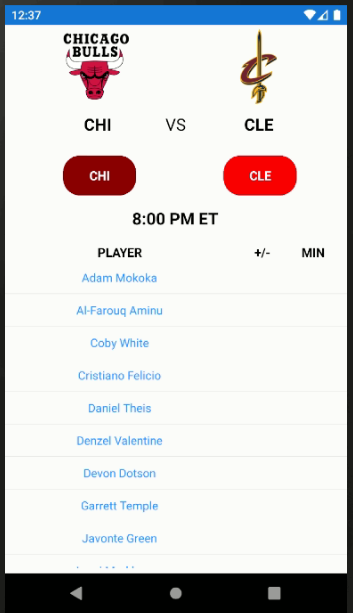 12:37
CHICAGO
BULLS
C
CHI VS CLE
CHI CLE
8:00 PM ET
PLAYER +/- MIN
Adam Mokoka
Al-Farouq Aminu
Coby White
Cristiano Felicio
Daniel Theis
Denzel Valentine
Devon Dotson
Garrett Temple
Javonte Green